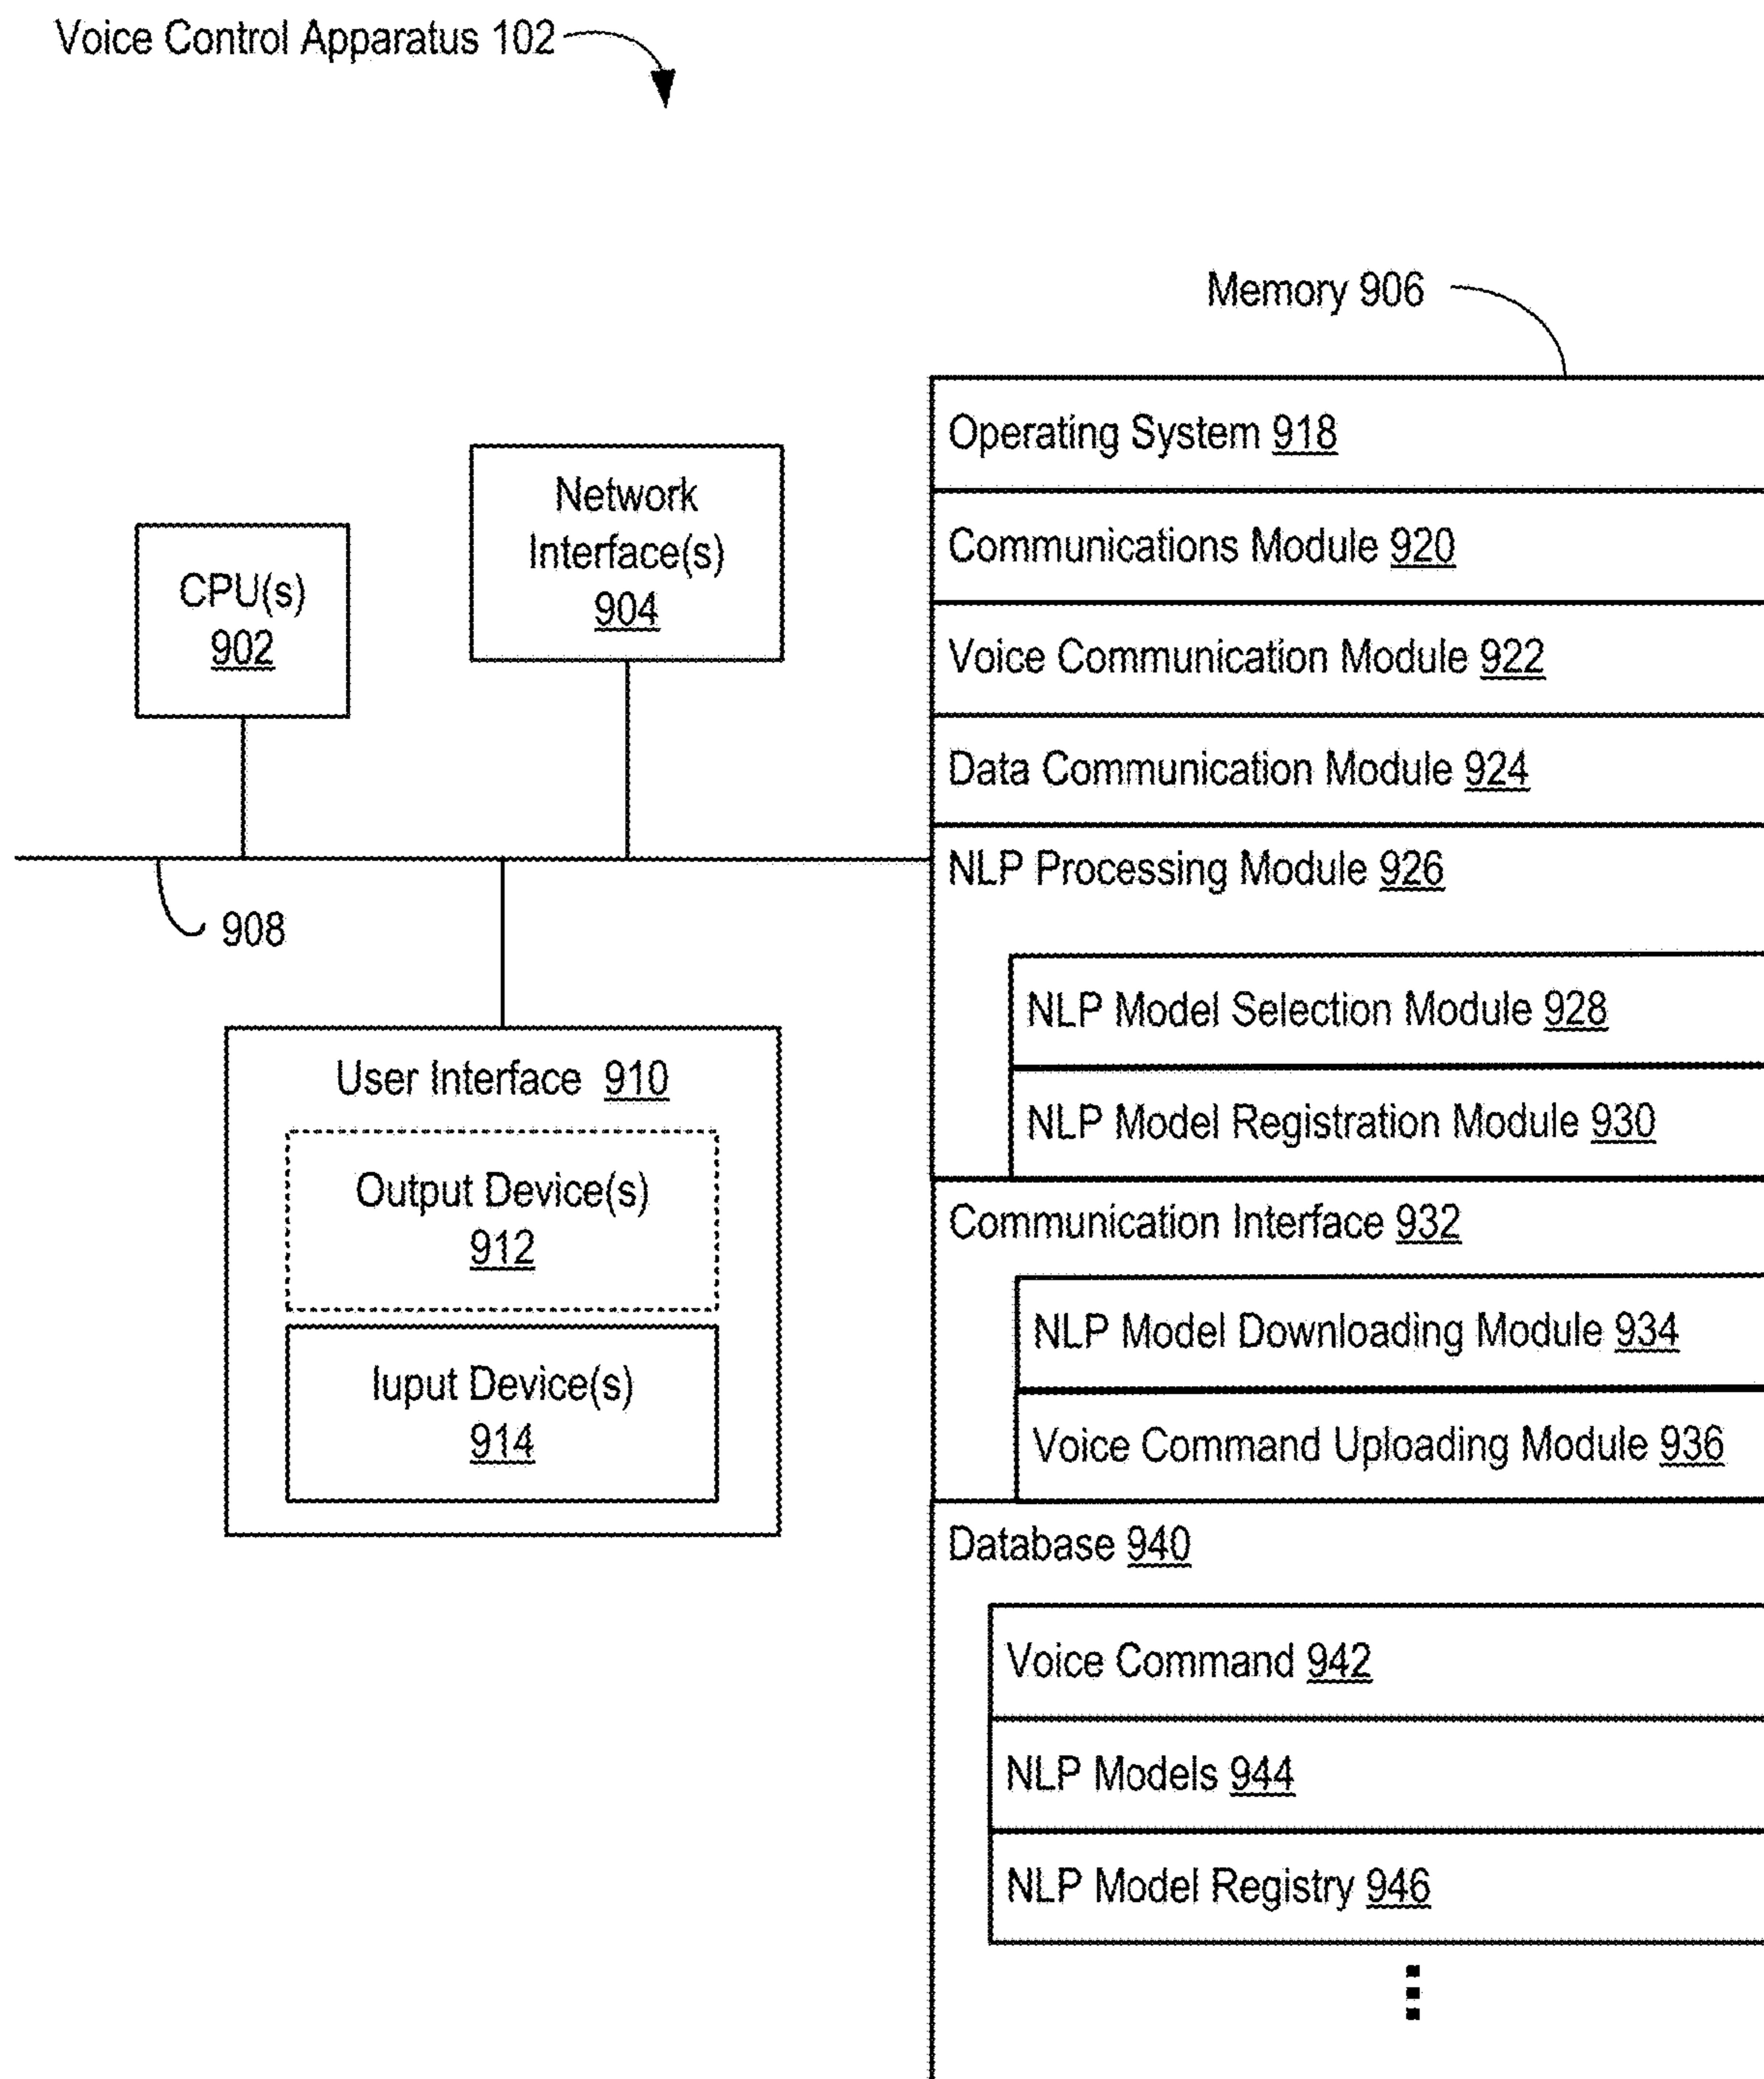 Voice Control Apparatus 102
Memory 906
CPU(s)
902
Network
Interface(s)
904
908
User Interface 910
Output Device(s)
912
Iuput Device(s)
914
Operating System 918
Communications Module 920
Voice Communication Module 922
Data Communication Module 924
NLP Processing Module 926
NLP Model Selection Module 928
NLP Model Registration Module 930
Communication Interface 932
NLP Model Downloading Module 934
Voice Command Uploading Module 936
Database 940
Voice Command 942
NLP Models 944
NLP Model Registry 946